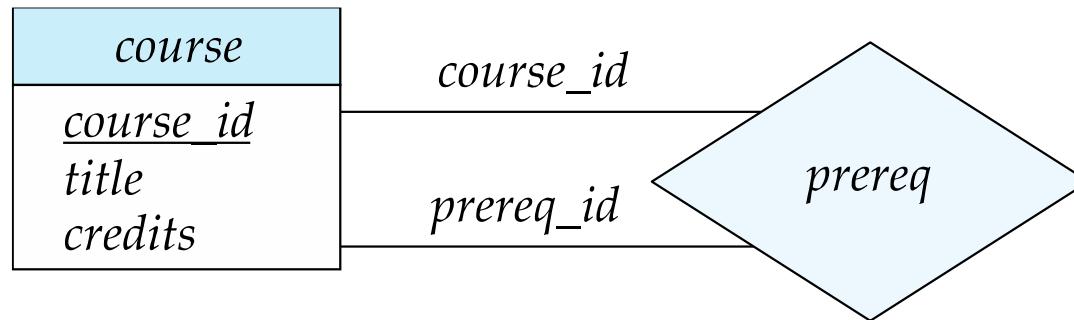 course
course_id
title
credits
course_id
prereq_id
prereq